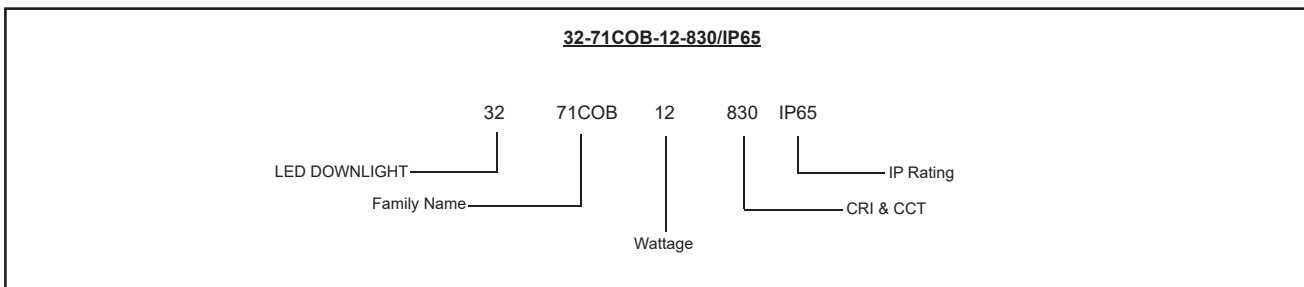 32-71COB-12-830/IP65
32 71COB 12 830 IP65
LED DOWNLIGHT
IP Rating
Family Name
CRI & CCT
Wattage